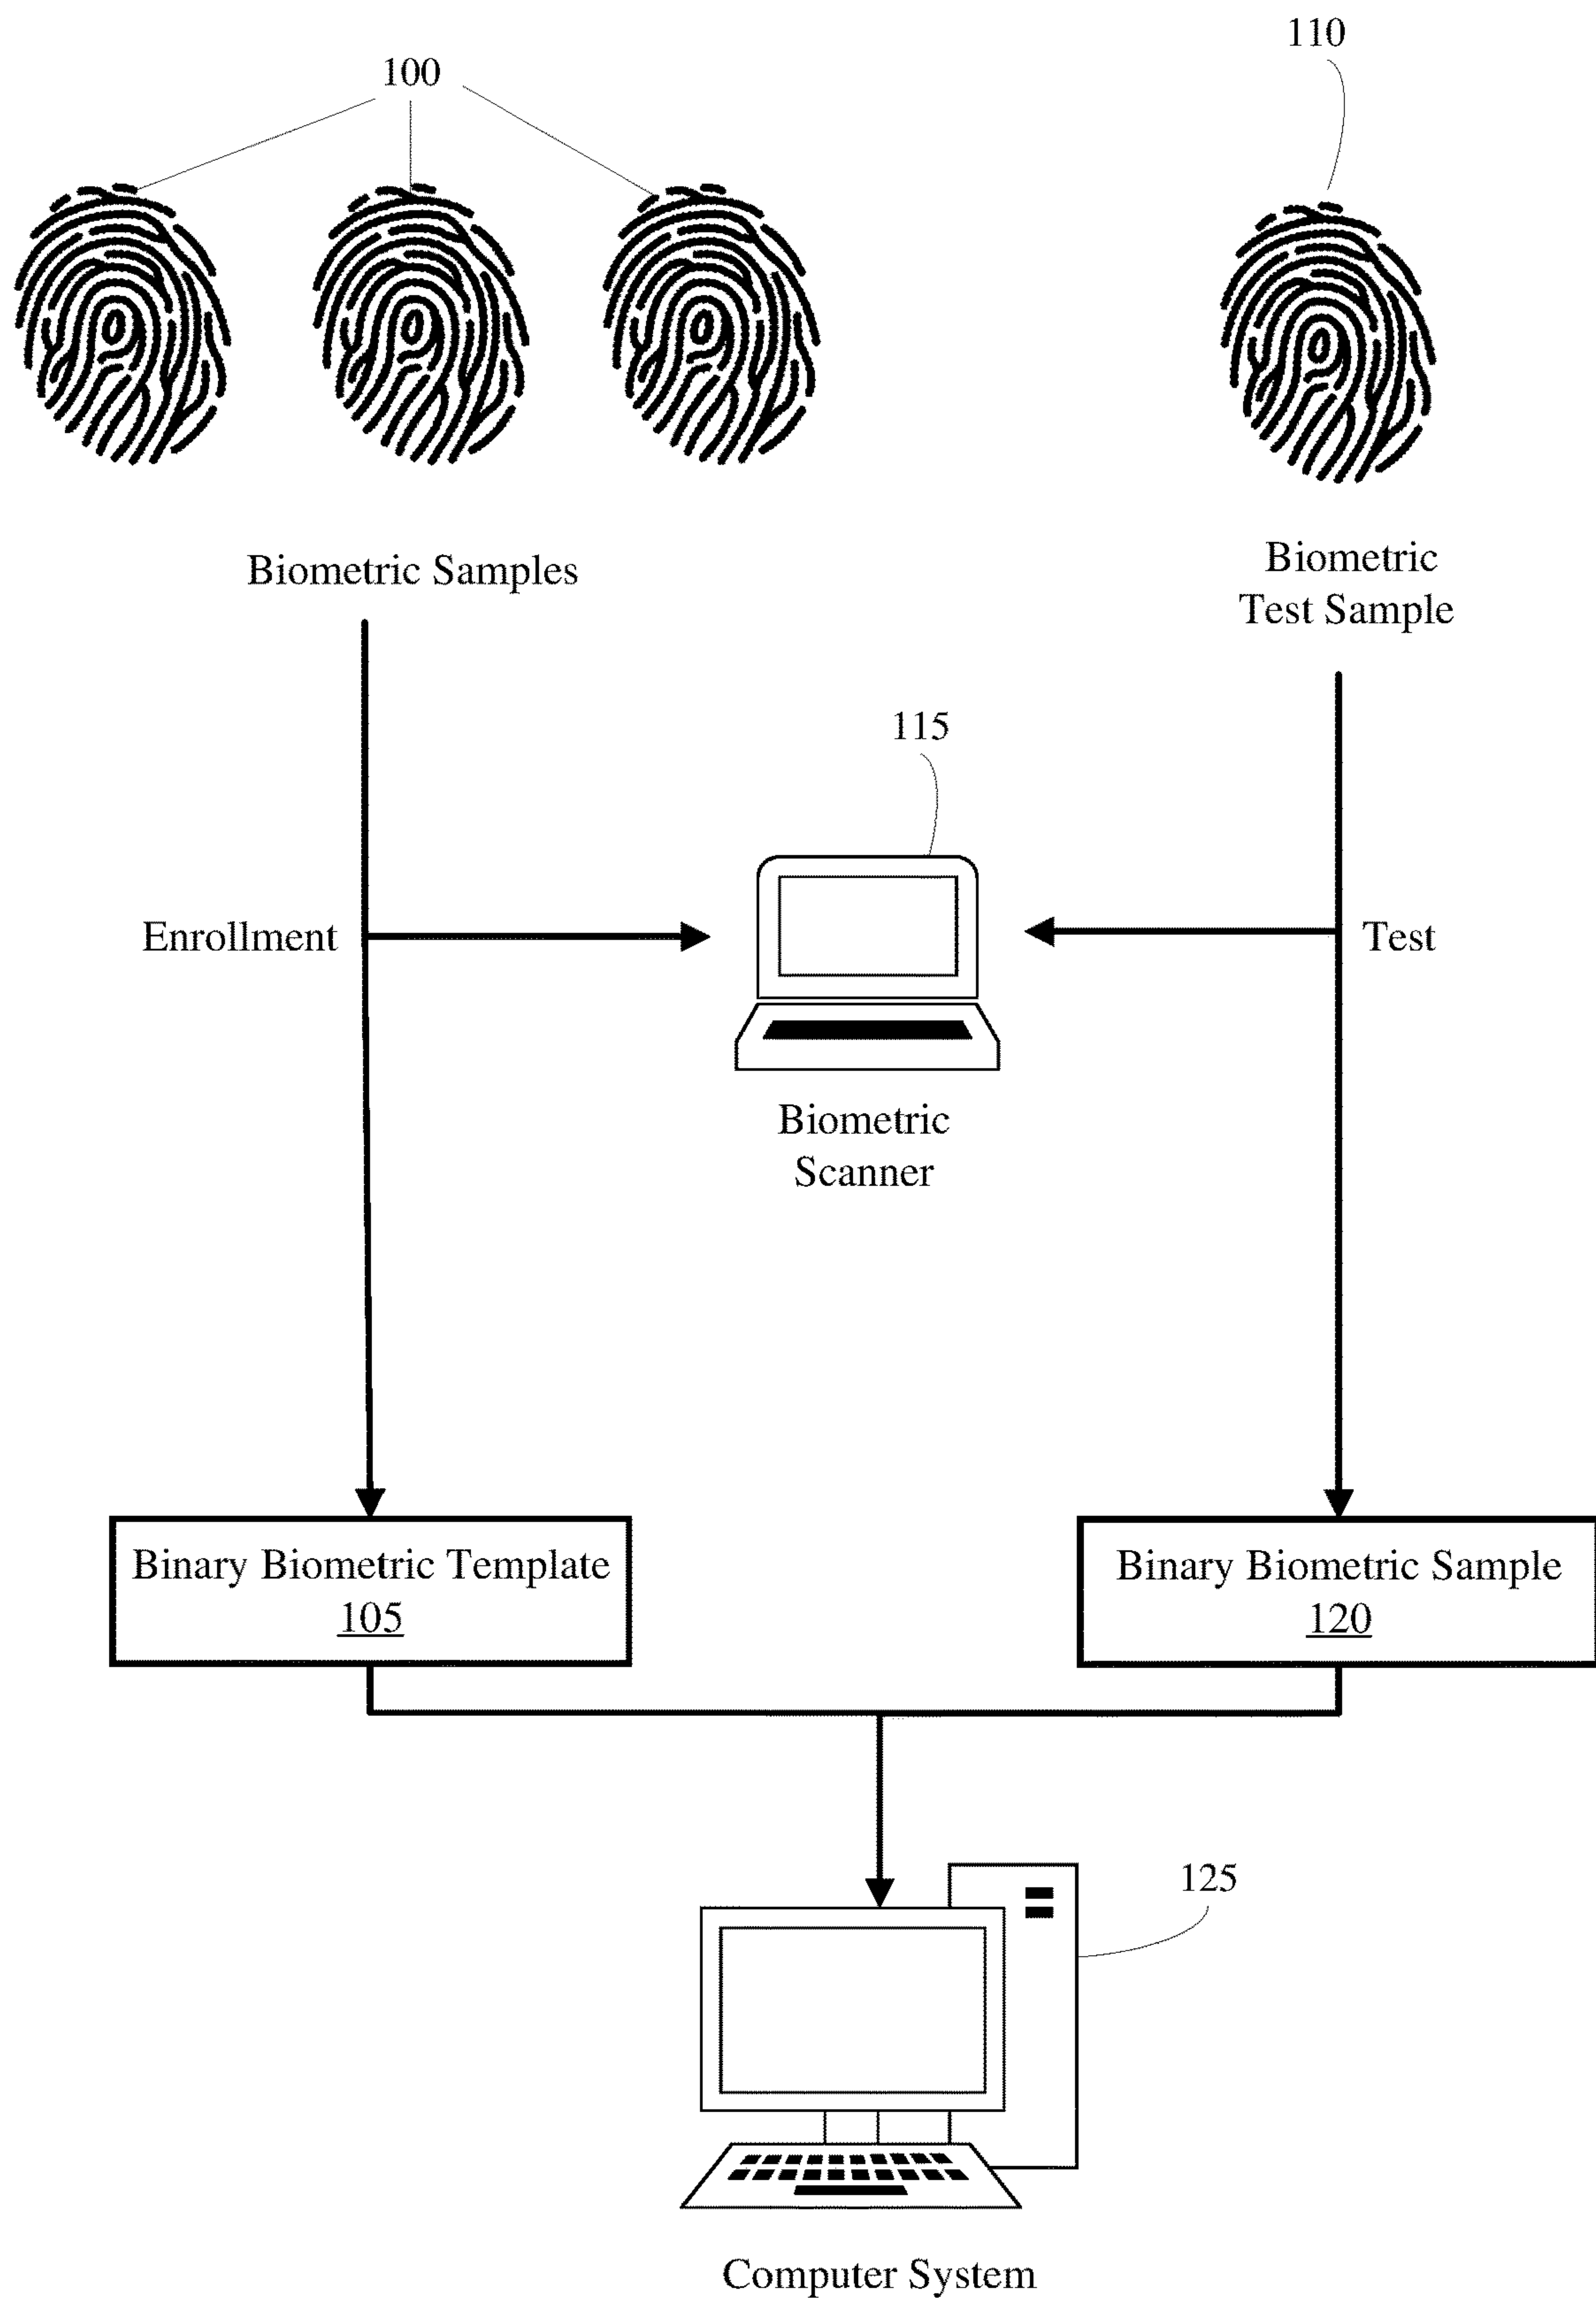 110
100
Biometric Samples
Biometric
Test Sample
115
Enrollment
Test
Biometric
Scanner
Binary Biometric Template
105
Binary Biometric Sample
120
125
Computer System